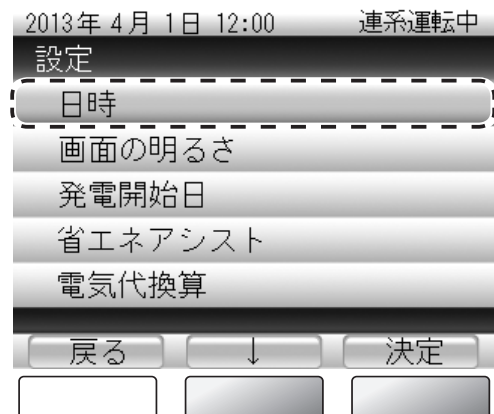 2013年 4月 1日 12:00 連系運転中
設定
日時
画面の明るさ
発電開始日
省エネアシスト
電気代換算
戻る ↓ 決定